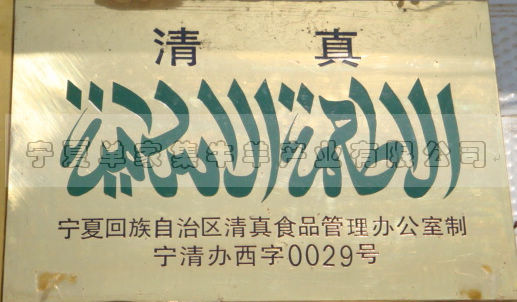 清 真
الاطعمة الاسلامية
宁夏单家集牛羊产业有限公司
宁夏回族自治区清真食品管理办公室制
宁清办西字0029号